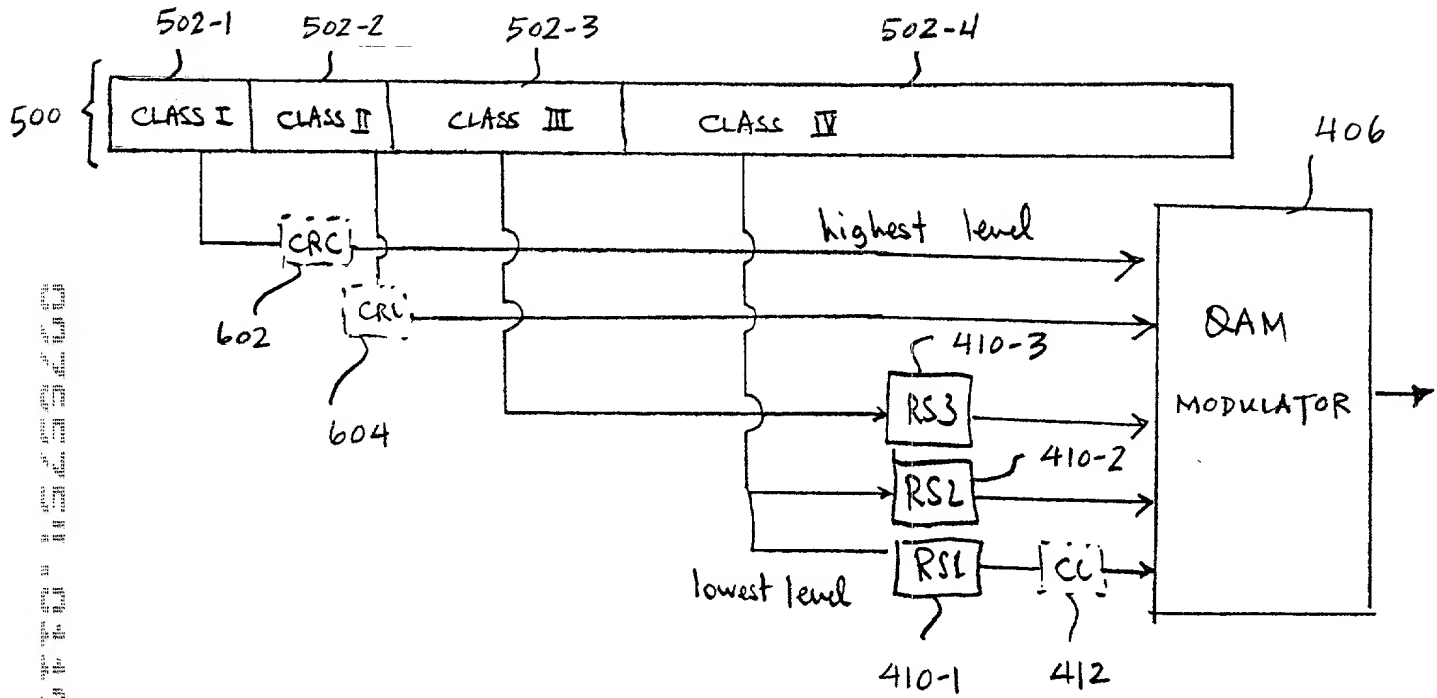 502-1
502-2
502-3
502-4
500
CLASS I
CLASS II
CLASS III
CLASS IV
406
CRC
highest level
602
CRC
604
QAM
MODULATOR
410-3
RS3
410-2
RS2
lowest level
RS1
CC
410-1
412